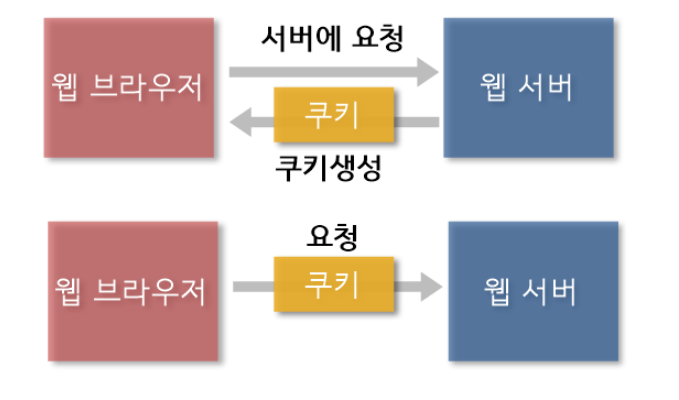 서버에 요청
웹 브라우저
웹 서버
쿠키
쿠키생성
요청
웹 브라우저
쿠키
웹 서버